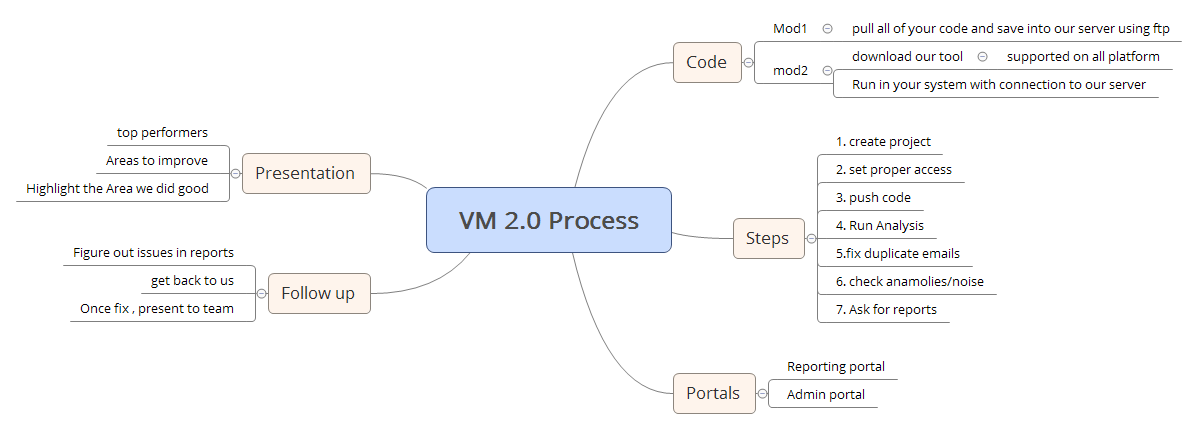 VM 2.0 Process
Code
Mod1
pull all of your code and save into our server using ftp
mod2
download our tool
supported on all platform
Run in your system with connection to our server
Steps
1. create project
2. set proper access
3. push code
4. Run Analysis
5.fix duplicate emails
6. check anamolies/noise
7. Ask for reports
Portals
Reporting portal
Admin portal
Presentation
top performers
Areas to improve
Highlight the Area we did good
Follow up
Figure out issues in reports
get back to us
Once fix , present to team